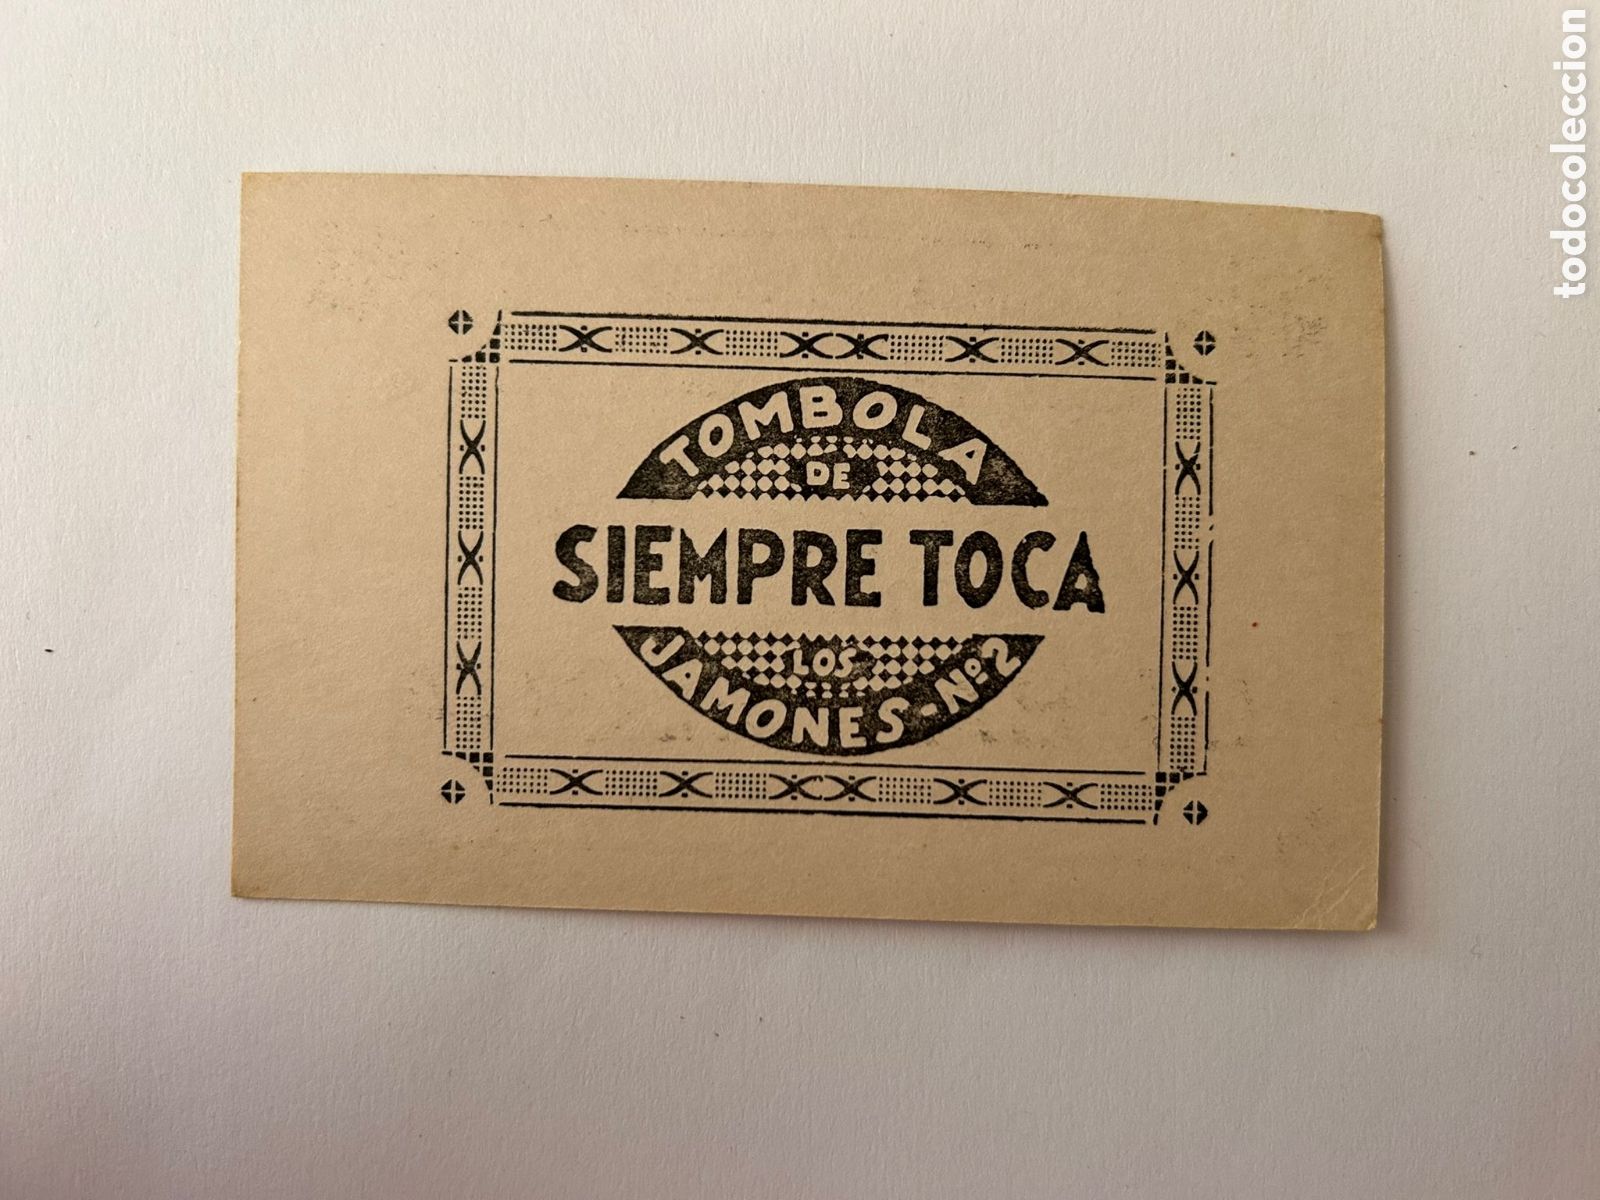 TOMBOLA
DE
SIEMPRE TOCA
LOS
JAMONES-Nº2
todocoleccion